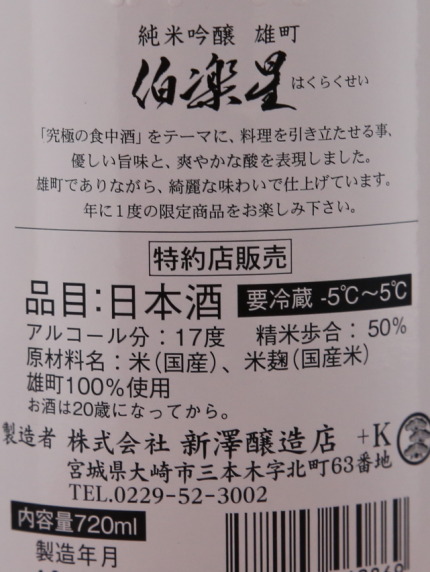 純米吟醸 雄町
伯楽星 はくらくせい
「究極の食中酒」をテーマに、料理を引き立たせる事、
優しい旨味と、爽やかな酸を表現しました。
雄町でありながら、綺麗な味わいで仕上げています。
年に1度の限定商品をお楽しみ下さい。
特約店販売
品目:日本酒 要冷蔵 -5℃~5℃
アルコール分:17度 精米歩合:50%
原材料名:米(国産)、米麹(国産米)
雄町100%使用
お酒は20歳になってから。
製造者 株式会社 新澤醸造店 +K
宮城県大崎市三本木字北町63番地
TEL.0229-52-3002
内容量720ml
製造年月